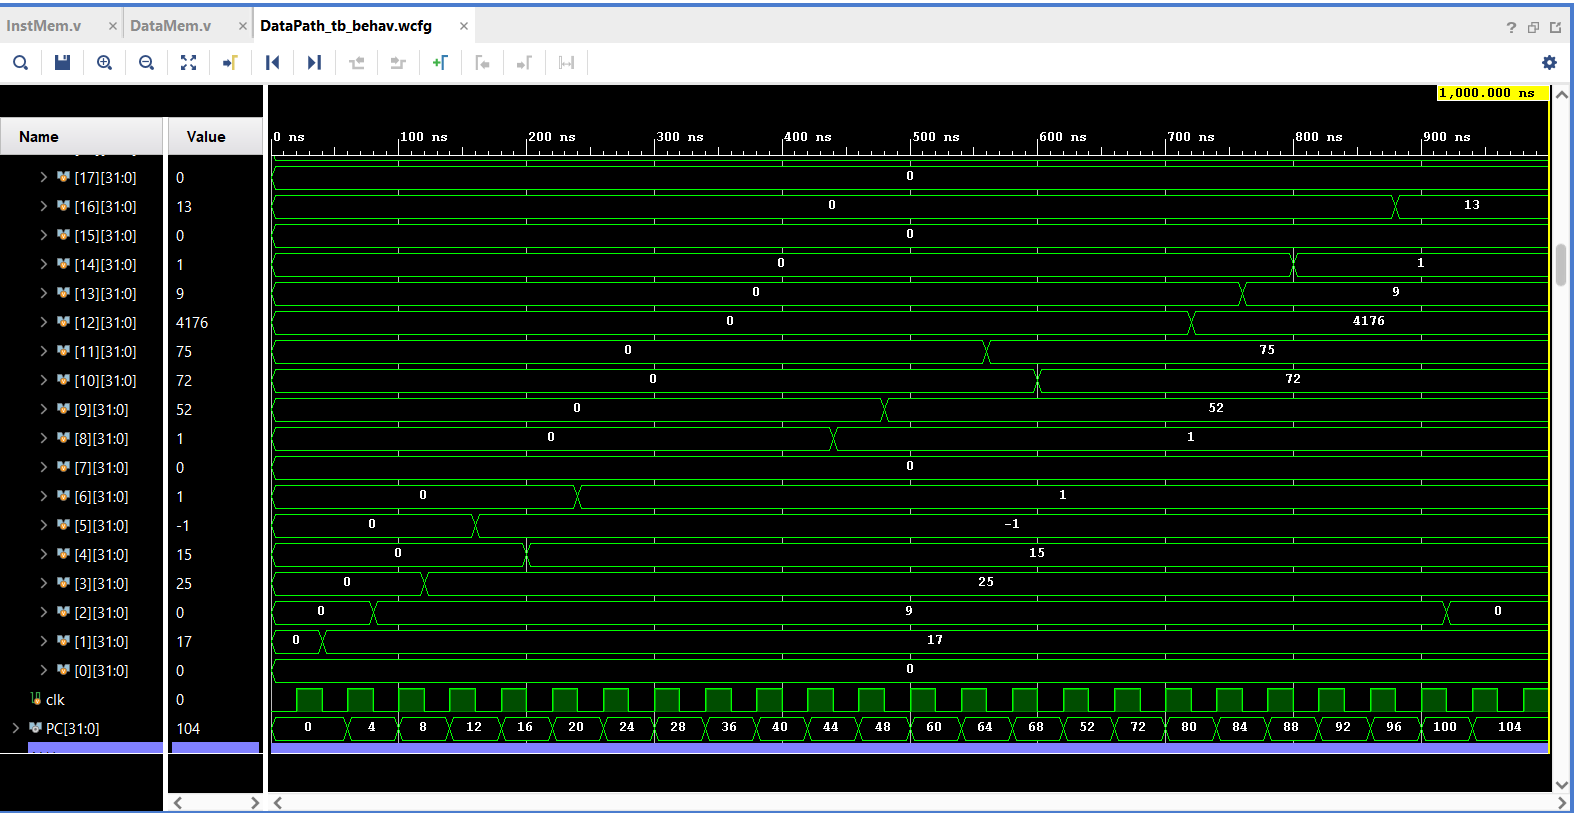 InstMem.v × DataMem.v × DataPath_tb_behav.wcfg × ?
1,000.000 ns
Name Value 0 ns 100 ns 200 ns 300 ns 400 ns 500 ns 600 ns 700 ns 800 ns 900 ns
[17][31:0] 0 0
[16][31:0] 13 0 13
[15][31:0] 0 0
[14][31:0] 1 0 1
[13][31:0] 9 0 9
[12][31:0] 4176 0 4176
[11][31:0] 75 0 75
[10][31:0] 72 0 72
[9][31:0] 52 0 52
[8][31:0] 1 0 1
[7][31:0] 0 0
[6][31:0] 1 0 1
[5][31:0] -1 0 -1
[4][31:0] 15 0 15
[3][31:0] 25 0 25
[2][31:0] 0 0 9 0
[1][31:0] 17 0 17
[0][31:0] 0 0
clk 0
PC[31:0] 104 0 4 8 12 16 20 24 28 36 40 44 48 60 64 68 52 72 80 84 88 92 96 100 104